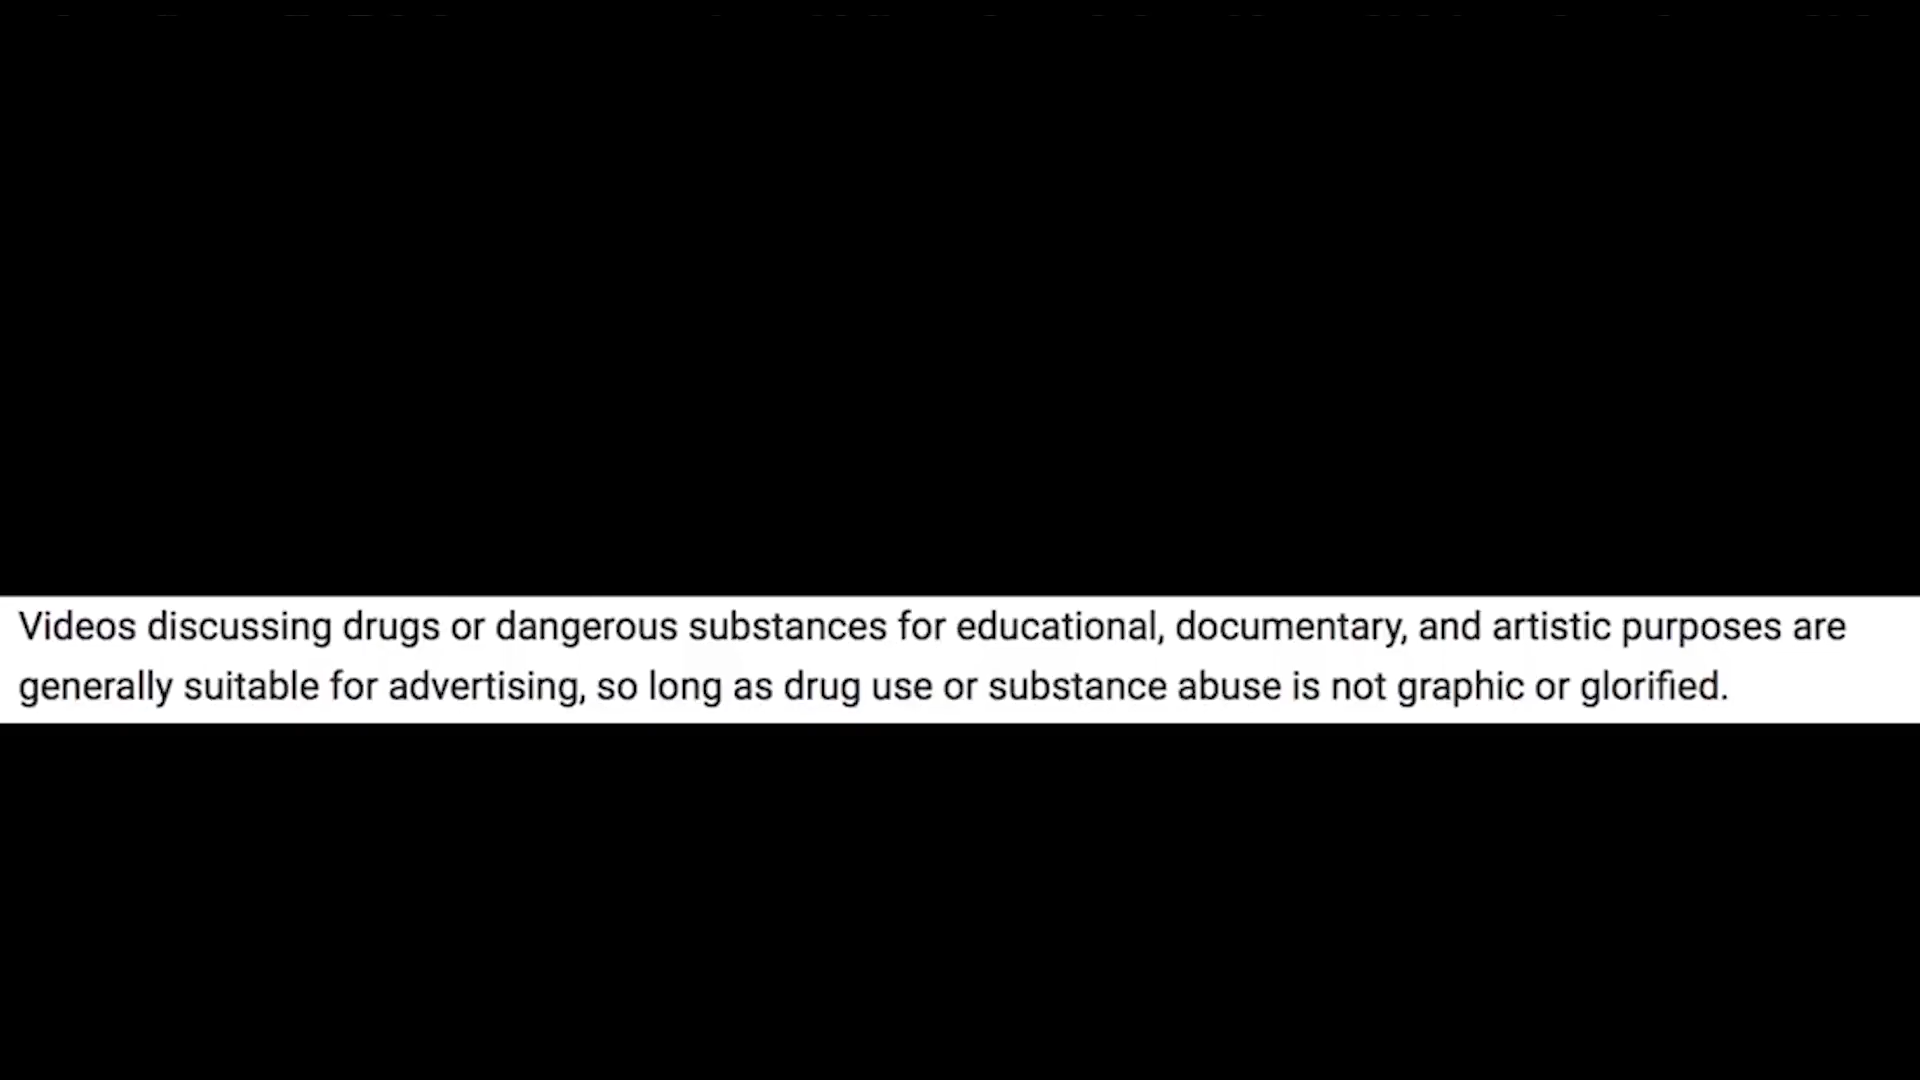 Videos discussing drugs or dangerous substances for educational, documentary, and artistic purposes are
generally suitable for advertising, so long as drug use or substance abuse is not graphic or glorified.